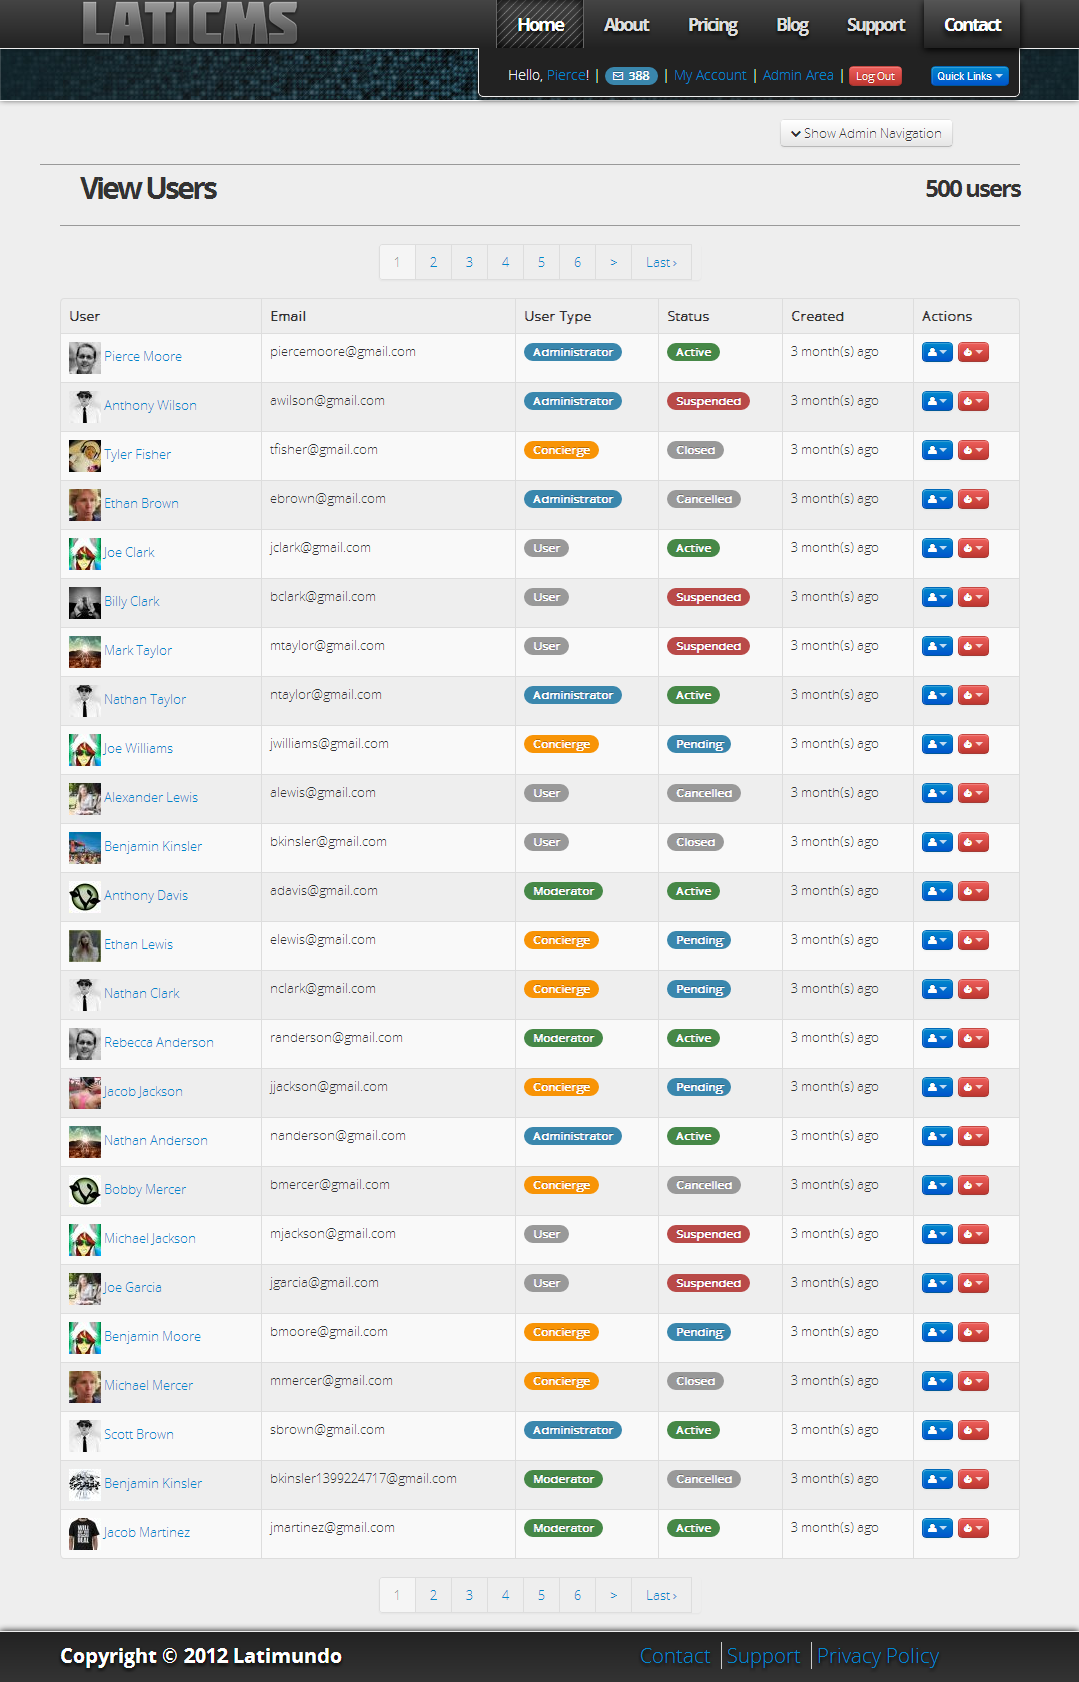 LATICMS
Home About Pricing Blog Support Contact
Hello, Pierce! | 388 | My Account | Admin Area | Log Out Quick Links
Show Admin Navigation
View Users 500 users
1 2 3 4 5 6 > Last ›
User Email User Type Status Created Actions
Pierce Moore piercemoore@gmail.com Administrator Active 3 month(s) ago
Anthony Wilson awilson@gmail.com Administrator Suspended 3 month(s) ago
Tyler Fisher tfisher@gmail.com Concierge Closed 3 month(s) ago
Ethan Brown ebrown@gmail.com Administrator Cancelled 3 month(s) ago
Joe Clark jclark@gmail.com User Active 3 month(s) ago
Billy Clark bclark@gmail.com User Suspended 3 month(s) ago
Mark Taylor mtaylor@gmail.com User Suspended 3 month(s) ago
Nathan Taylor ntaylor@gmail.com Administrator Active 3 month(s) ago
Joe Williams jwilliams@gmail.com Concierge Pending 3 month(s) ago
Alexander Lewis alewis@gmail.com User Cancelled 3 month(s) ago
Benjamin Kinsler bkinsler@gmail.com User Closed 3 month(s) ago
Anthony Davis adavis@gmail.com Moderator Active 3 month(s) ago
Ethan Lewis elewis@gmail.com Concierge Pending 3 month(s) ago
Nathan Clark nclark@gmail.com Concierge Pending 3 month(s) ago
Rebecca Anderson randerson@gmail.com Moderator Active 3 month(s) ago
Jacob Jackson jjackson@gmail.com Concierge Pending 3 month(s) ago
Nathan Anderson nanderson@gmail.com Administrator Active 3 month(s) ago
Bobby Mercer bmercer@gmail.com Concierge Cancelled 3 month(s) ago
Michael Jackson mjackson@gmail.com User Suspended 3 month(s) ago
Joe Garcia jgarcia@gmail.com User Suspended 3 month(s) ago
Benjamin Moore bmoore@gmail.com Concierge Pending 3 month(s) ago
Michael Mercer mmercer@gmail.com Concierge Closed 3 month(s) ago
Scott Brown sbrown@gmail.com Administrator Active 3 month(s) ago
Benjamin Kinsler bkinsler1399224717@gmail.com Moderator Cancelled 3 month(s) ago
Jacob Martinez jmartinez@gmail.com Moderator Active 3 month(s) ago
1 2 3 4 5 6 > Last ›
Copyright © 2012 Latimundo Contact | Support | Privacy Policy